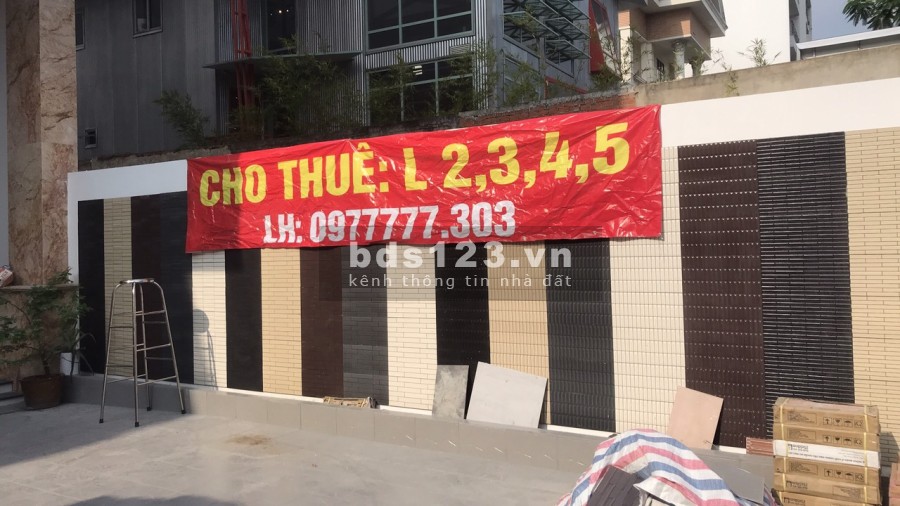 CHO THUÊ: L 2,3,4,5
LH: 0977777.303
bds123.vn
kênh thông tin nhà đất